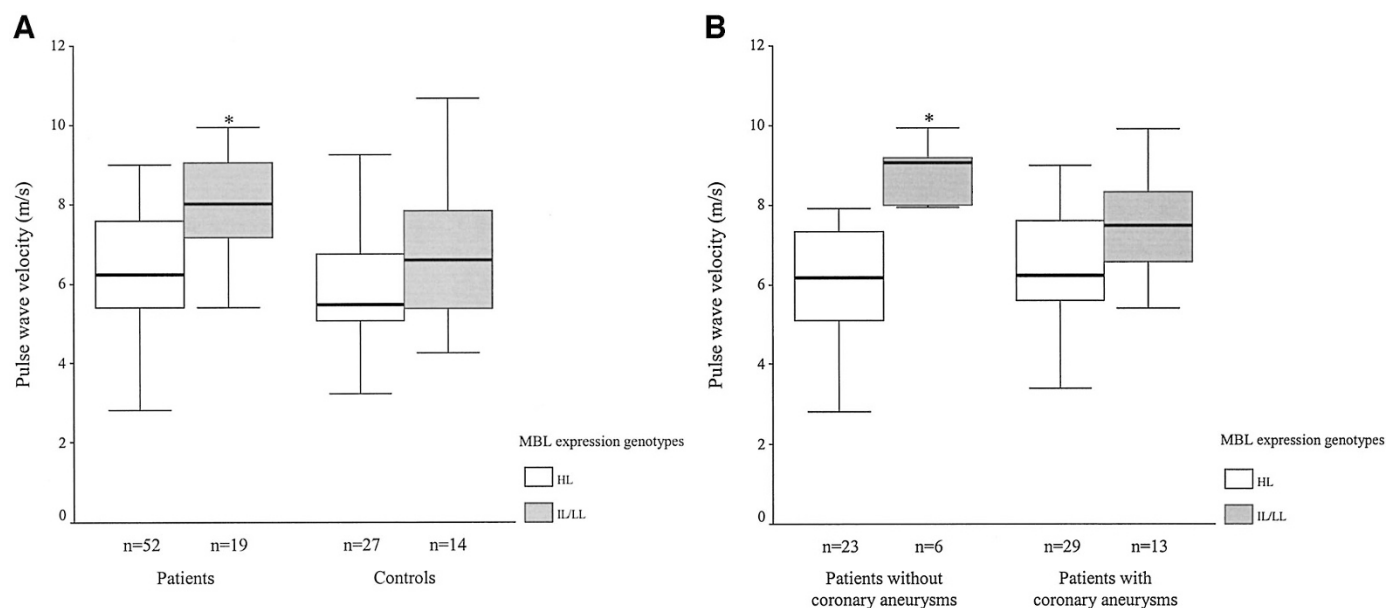 A
Pulse wave velocity (m/s)
12
10
8
6
4
2
0
*
n=52 n=19 n=27 n=14
Patients Controls
MBL expression genotypes
HL
IL/LL
B
Pulse wave velocity (m/s)
12
10
8
6
4
2
0
*
n=23 n=6 n=29 n=13
Patients without Patients with
coronary aneurysms coronary aneurysms
MBL expression genotypes
HL
IL/LL